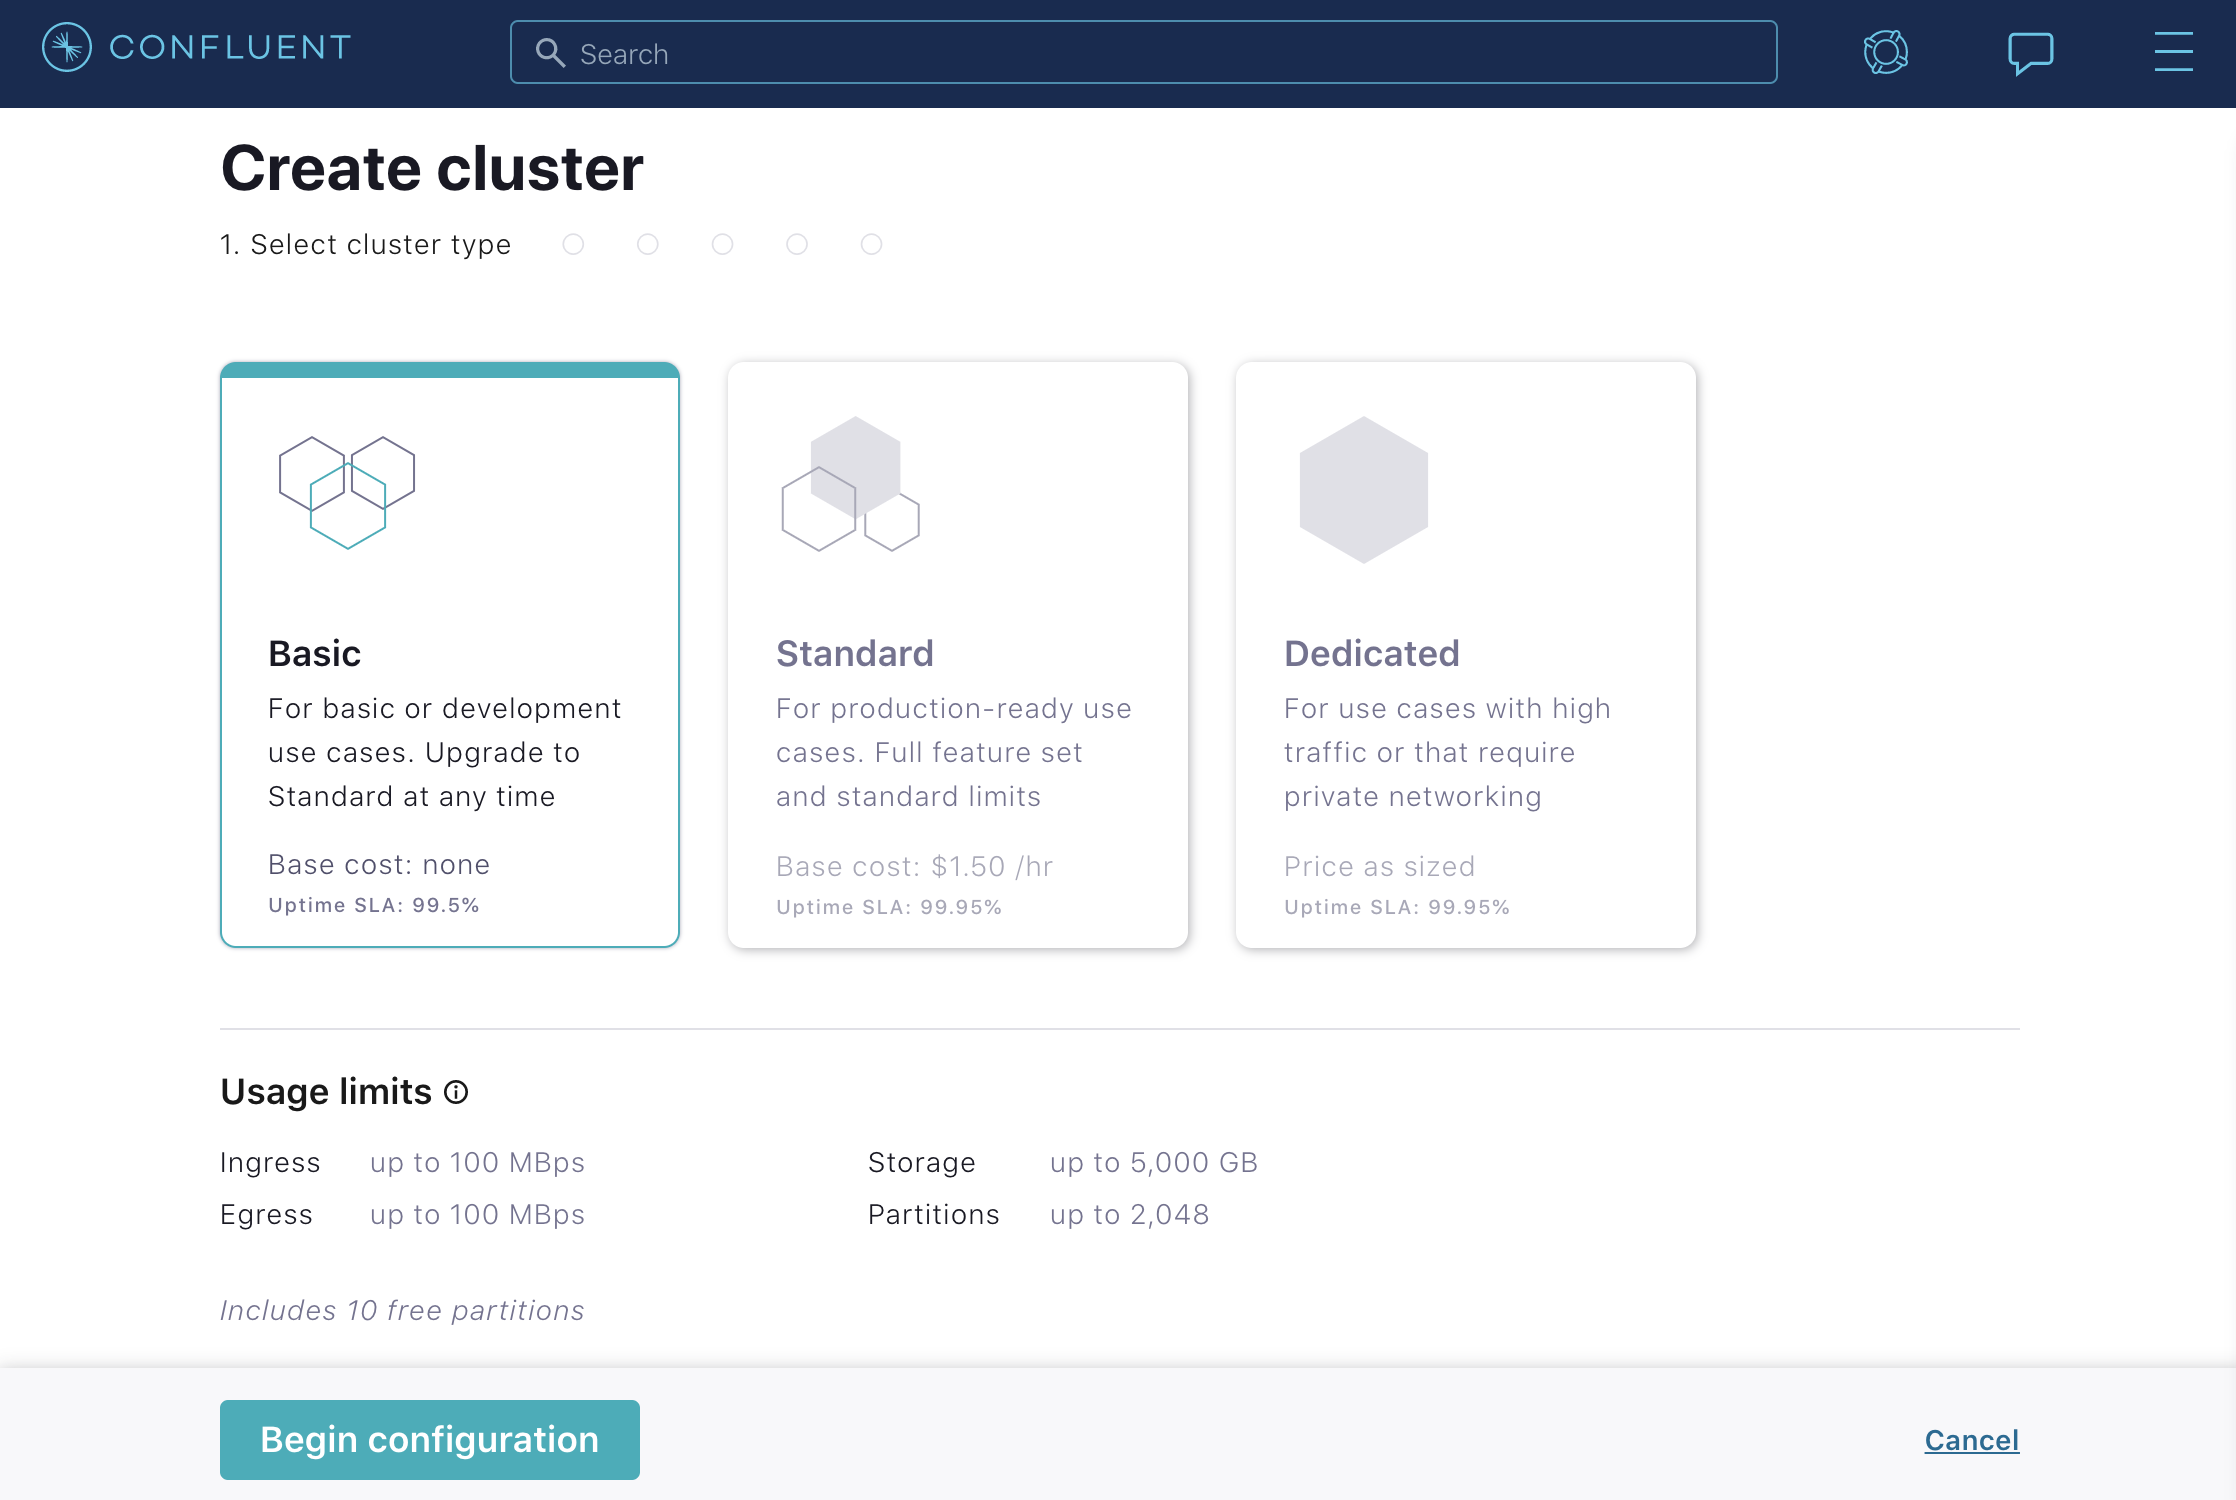 CONFLUENT
Search
Create cluster
1. Select cluster type
Basic
For basic or development
use cases. Upgrade to
Standard at any time
Base cost: none
Uptime SLA: 99.5%
Standard
For production-ready use
cases. Full feature set
and standard limits
Base cost: $1.50 /hr
Uptime SLA: 99.95%
Dedicated
For use cases with high
traffic or that require
private networking
Price as sized
Uptime SLA: 99.95%
Usage limits
Ingress up to 100 MBps
Egress up to 100 MBps
Storage up to 5,000 GB
Partitions up to 2,048
Includes 10 free partitions
Begin configuration
Cancel